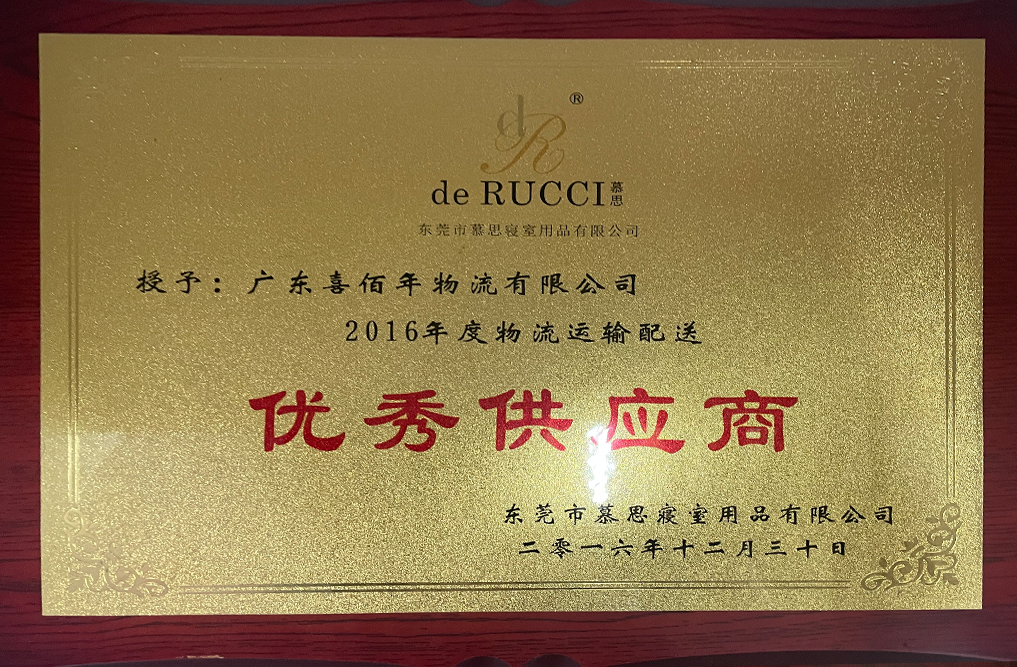 dR®
de RUCCI 慕思
东莞市慕思寝室用品有限公司
授予：广东喜佰年物流有限公司
2016年度物流运输配送
优秀供应商
东莞市慕思寝室用品有限公司
二零一六年十二月三十日